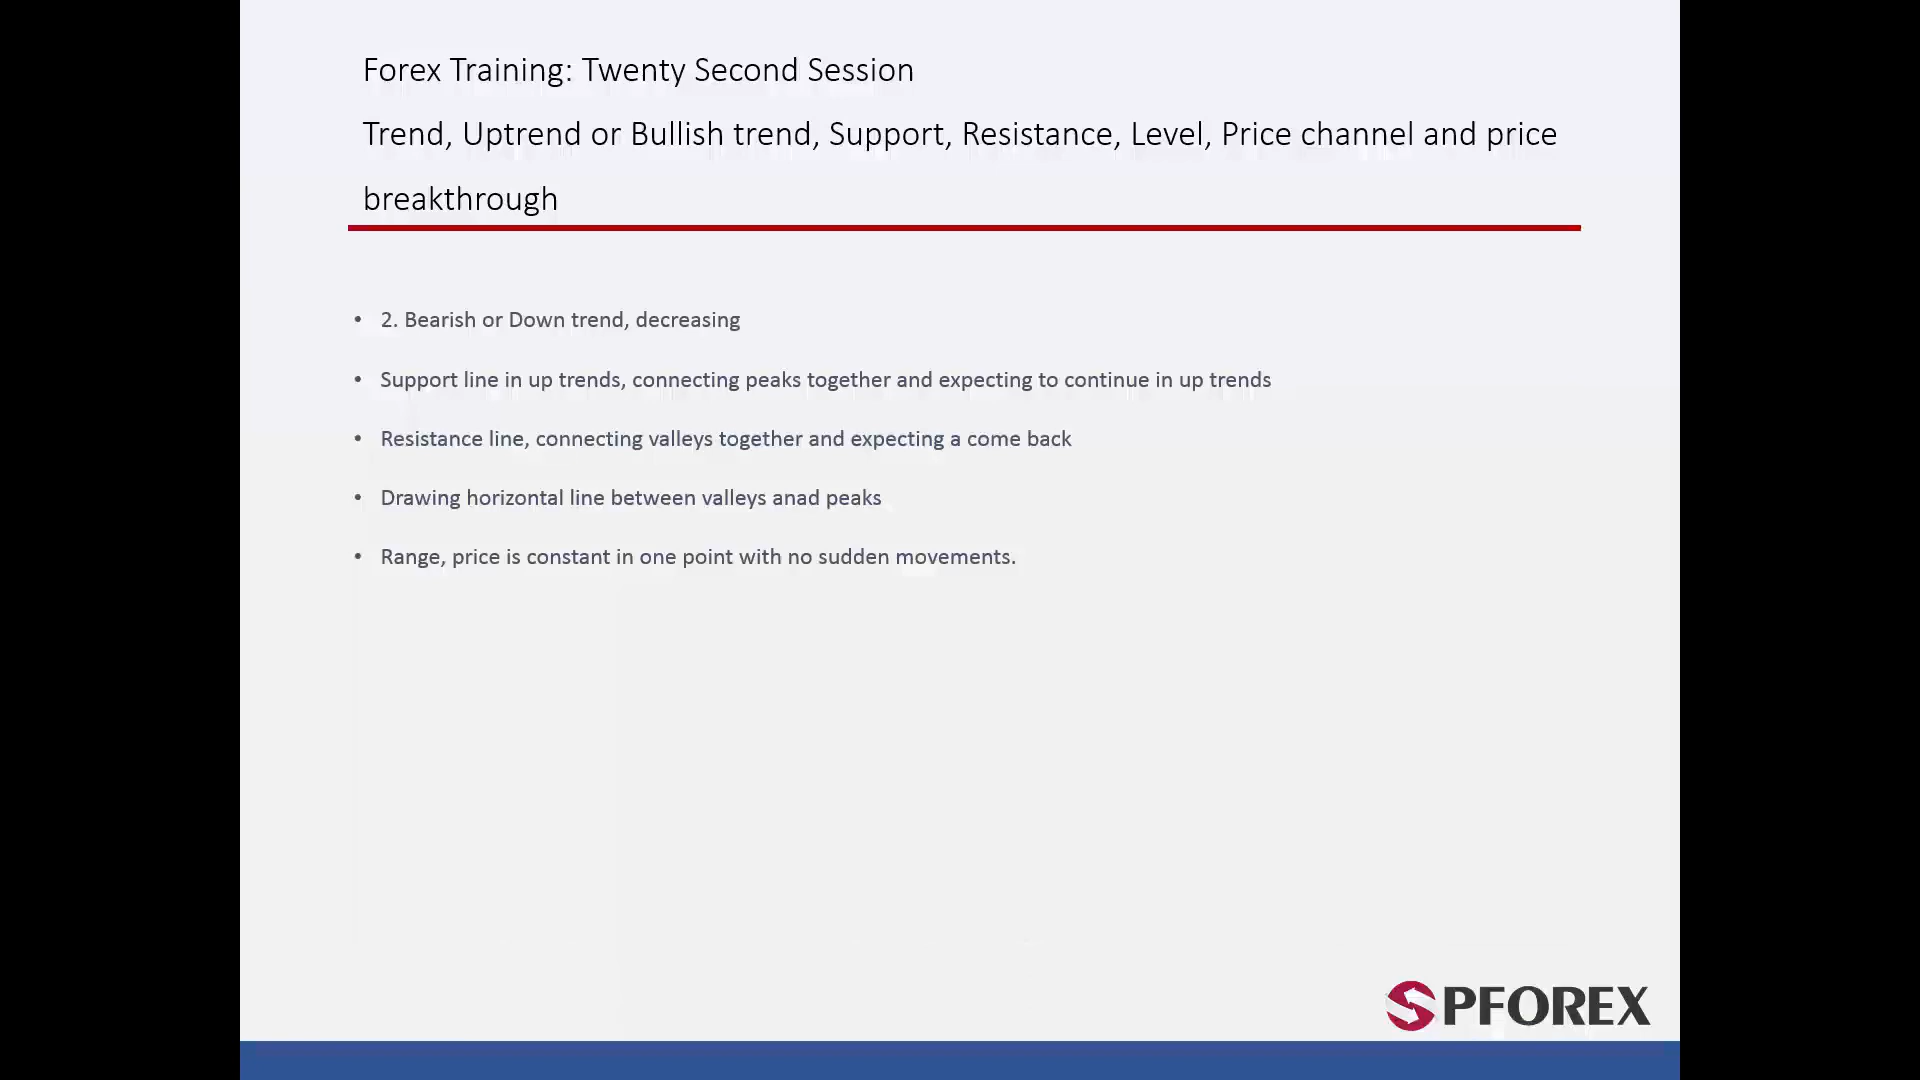 Forex Training: Twenty Second Session
Trend, Uptrend or Bullish trend, Support, Resistance, Level, Price channel and price
breakthrough
• 2. Bearish or Down trend, decreasing
• Support line in up trends, connecting peaks together and expecting to continue in up trends
• Resistance line, connecting valleys together and expecting a come back
• Drawing horizontal line between valleys anad peaks
• Range, price is constant in one point with no sudden movements.
SPFOREX